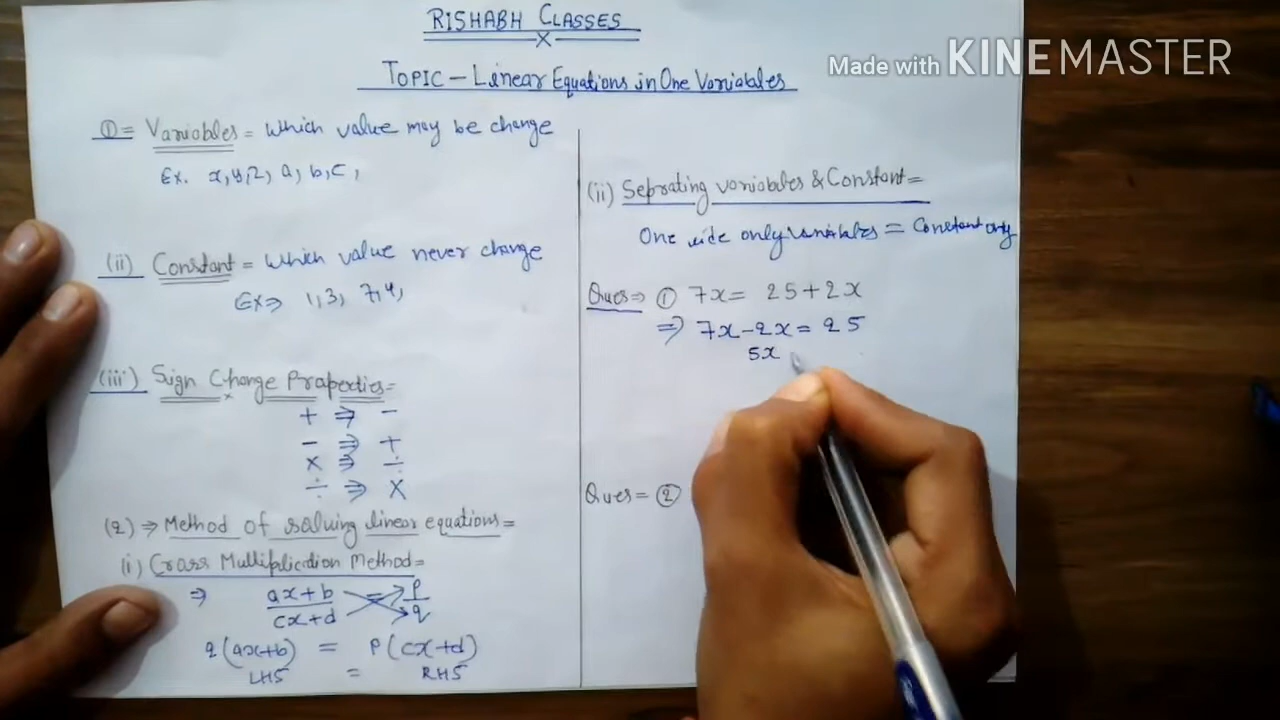 RISHABH CLASSES
Made with KINEMASTER
TOPIC - Linear Equations in One Variables
① = Variables = which value may be change
Ex. x, y, z, a, b, c,
(ii) Constant = which value never change
Ex ⇒ 1, 3, 7, 4,
(iii) Sign Change Properties =
+ ⇒ -
- ⇒ +
× ⇒ ÷
÷ ⇒ ×
(2) ⇒ Method of solving linear equations =
(i) Cross Multiplication Method =
⇒ ax+b / cx+d = p / q
q(ax+b) = p(cx+d)
LHS = RHS
(ii) Seprating variables & Constant =
One side only variables = Constant only
Ques ⇒ ① 7x = 25+2x
⇒ 7x-2x = 25
5x
Ques = ②